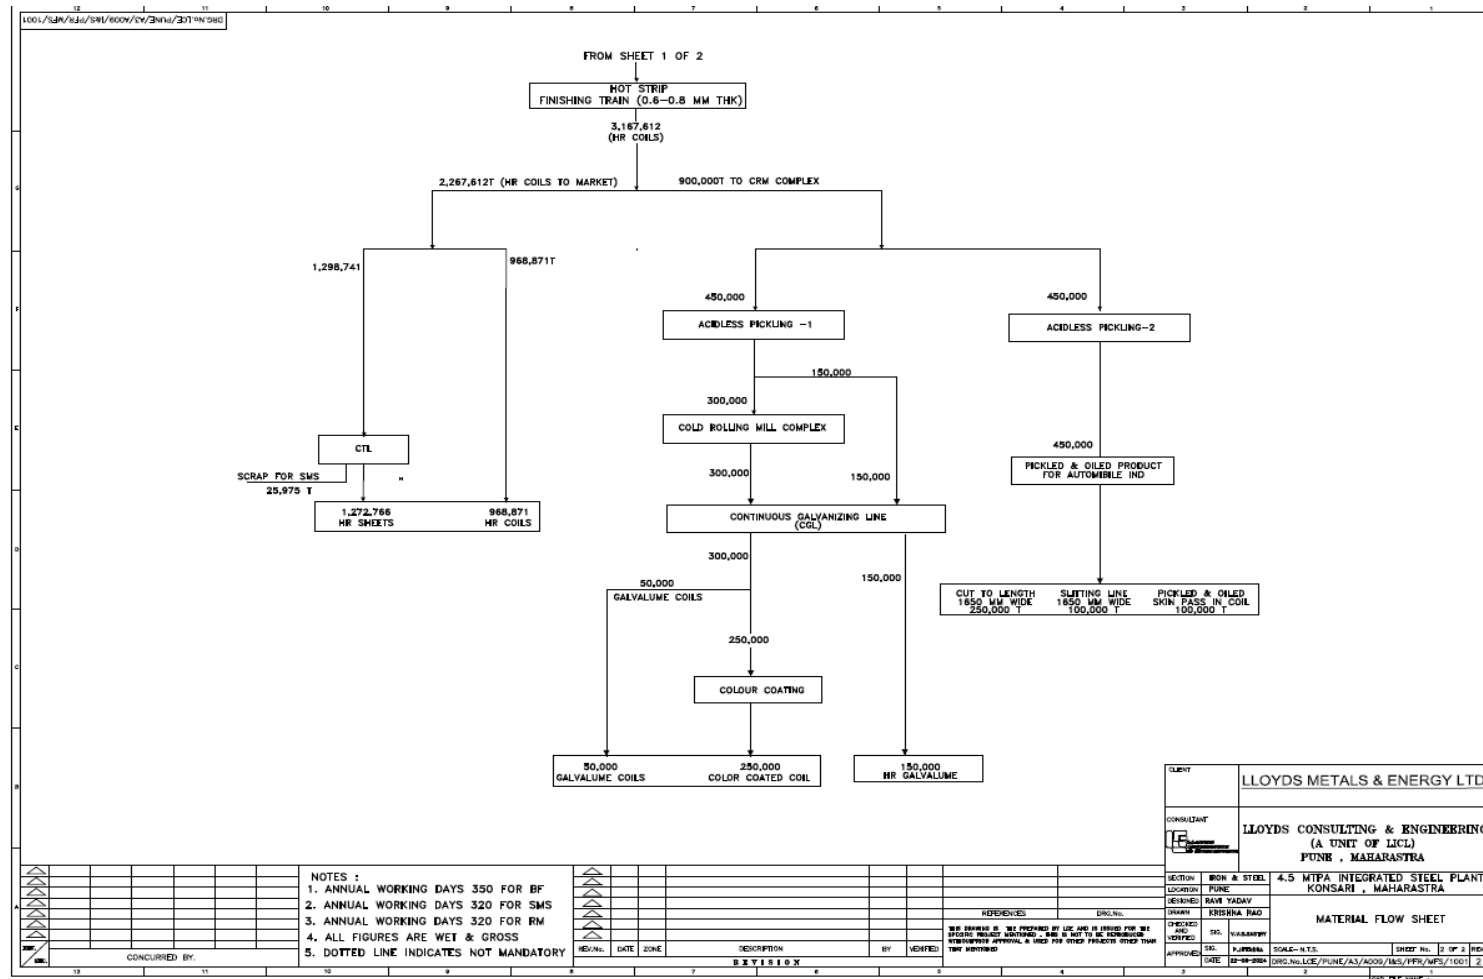 DRG.No.LCE/PUNE/A3/A009/I&S/PFR/MFS/1001
FROM SHEET 1 OF 2
HOT STRIP
FINISHING TRAIN (0.6-0.8 MM THK)
3,167,612
(HR COILS)
2,267,612T (HR COILS TO MARKET)
900,000T TO CRM COMPLEX
1,298,741
968,871T
450,000
450,000
ACIDLESS PICKLING -1
ACIDLESS PICKLING-2
150,000
300,000
COLD ROLLING MILL COMPLEX
CTL
450,000
SCRAP FOR SMS
25,975 T
300,000
150,000
PICKLED & OILED PRODUCT
FOR AUTOMIBILE IND
1,272,766
HR SHEETS
968,871
HR COILS
CONTINUOUS GALVANIZING LINE
(CGL)
300,000
150,000
50,000
GALVALUME COILS
CUT TO LENGTH
1650 MM WIDE
250,000 T
SLITTING LINE
1650 MM WIDE
100,000 T
PICKLED & OILED
SKIN PASS IN COIL
100,000 T
250,000
COLOUR COATING
50,000
GALVALUME COILS
250,000
COLOR COATED COIL
150,000
HR GALVALUME
NOTES :
1. ANNUAL WORKING DAYS 350 FOR BF
2. ANNUAL WORKING DAYS 320 FOR SMS
3. ANNUAL WORKING DAYS 320 FOR RM
4. ALL FIGURES ARE WET & GROSS
5. DOTTED LINE INDICATES NOT MANDATORY
CONCURRED BY.
REV.No. DATE ZONE DESCRIPTION BY VERIFIED
REVISION
REFERENCES DRG.No.
CLIENT
LLOYDS METALS & ENERGY LTD
CONSULTANT
LLOYDS CONSULTING & ENGINEERING
(A UNIT OF LICL)
PUNE , MAHARASTRA
SECTION IRON & STEEL
LOCATION PUNE
4.5 MTPA INTEGRATED STEEL PLANT
KONSARI , MAHARASTRA
DESIGNED RAVI YADAV
DRAWN KRISHNA RAO
MATERIAL FLOW SHEET
CHECKED
AND
VERIFIED
SIG.
APPROVED
SIG.
DATE
SCALE- N.T.S. SHEET No. 2 OF 2
DRG.No.LCE/PUNE/A3/A009/I&S/PFR/MFS/1001 2